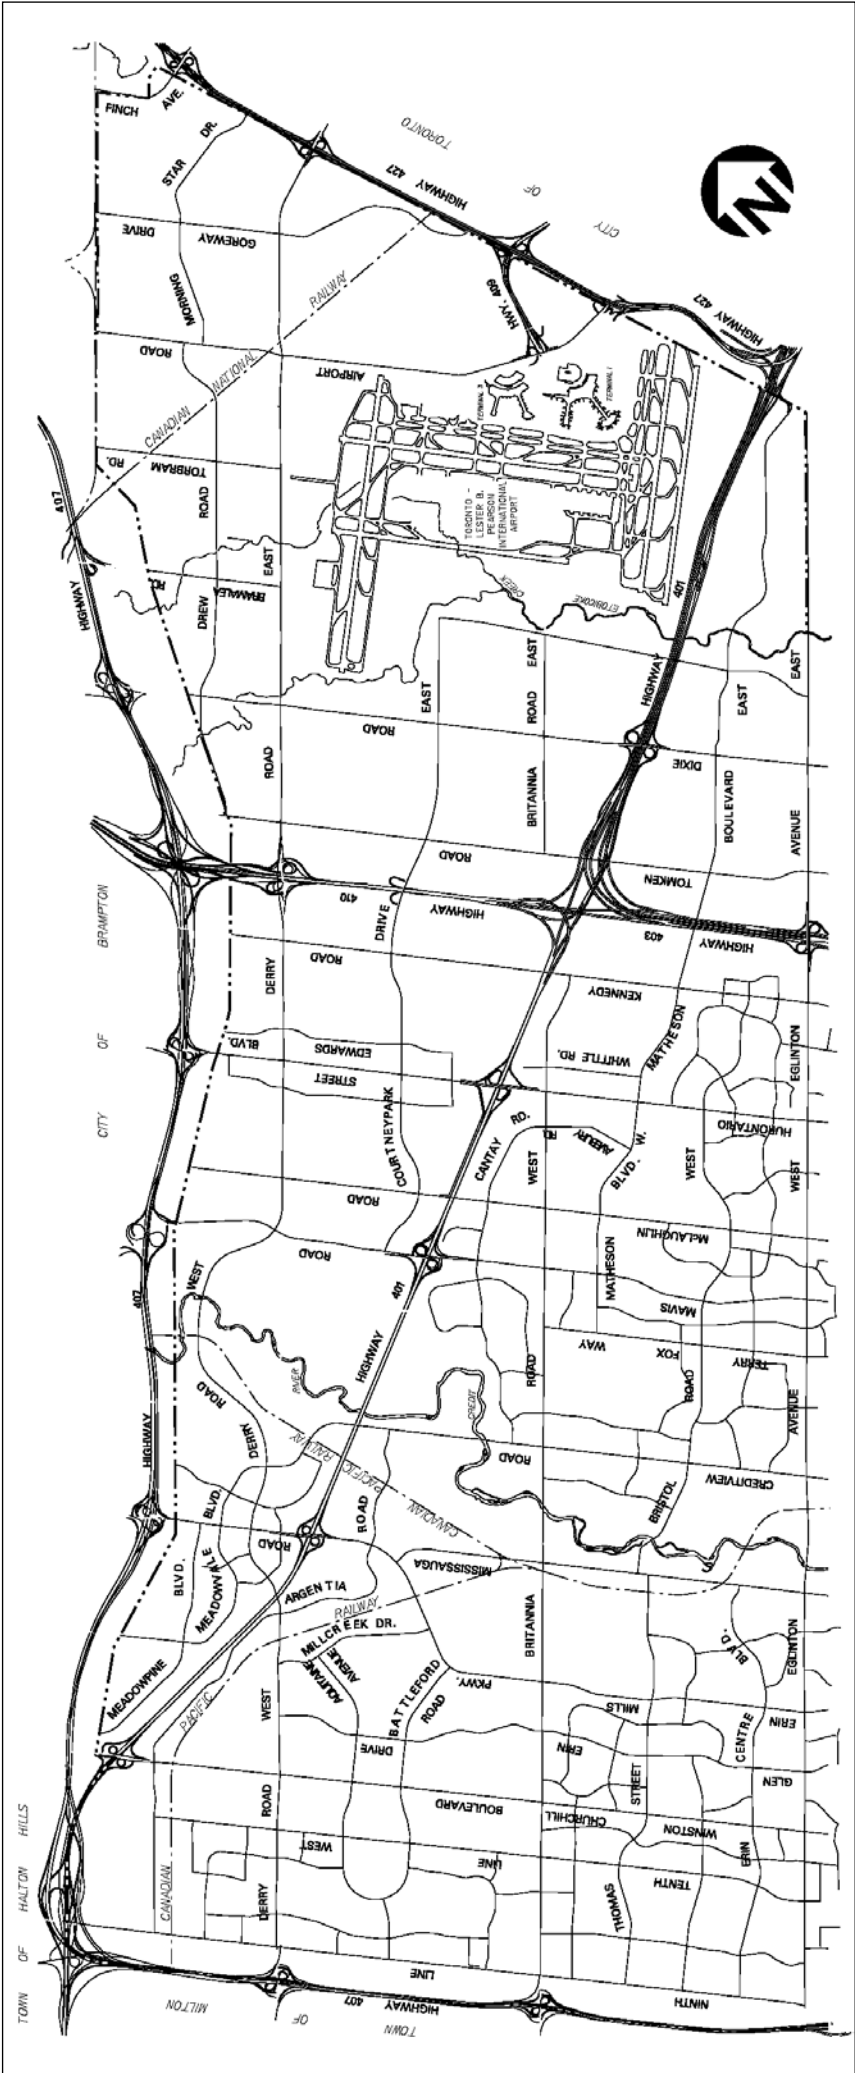 FINCH
AVE.
STAR
DR.
DRIVE
GOREWAY
MORNING
RAILWAY
NATIONAL
CANADIAN
HIGHWAY
427
TORONTO
OF
CITY
N
HWY. 409
HIGHWAY
427
ROAD
AIRPORT
TERMINAL 3
TERMINAL 1
407
HIGHWAY
RD.
TORBRAM
ROAD
DREW
EAST
RD.
BRAMALEA
TORONTO -
LESTER B.
PEARSON
INTERNATIONAL
AIRPORT
CREEK
ETOBICOKE
401
HIGHWAY
EAST
EAST
ROAD
BRITANNIA
EAST
BOULEVARD
EAST
AVENUE
ROAD
ROAD
DIXIE
ROAD
TOMKEN
BRAMPTON
OF
CITY
410
HIGHWAY
403
HIGHWAY
DRIVE
COURTNEYPARK
DERRY
ROAD
KENNEDY
BLVD.
EDWARDS
STREET
WHITTLE RD.
MATHESON
EGLINTON
HURONTARIO
CANTAY
RD.
WEST
RD.
AVEBURY
BLVD. W.
WEST
WEST
ROAD
McLAUGHLIN
ROAD
MAVIS
MATHESON
407
WEST
401
HIGHWAY
HIGHWAY
RIVER
CREDIT
ROAD
WAY
FOX
TERRY
ROAD
AVENUE
ROAD
DERRY
RAILWAY
PACIFIC
CANADIAN
ROAD
CREDITVIEW
BRISTOL
BLVD.
ROAD
ROAD
MISSISSAUGA
BLVD.
MEADOWVALE
ARGENTIA
RAILWAY
MILLCREEK DR.
BRITANNIA
BLVD.
EGLINTON
MEADOWPINE
PACIFIC
WEST
AQUITAINE
AVENUE
BATTLEFORD
ROAD
PKWY.
MILLS
ERIN
DRIVE
ERIN
CENTRE
GLEN
HILLS
HALTON
OF
TOWN
ROAD
BOULEVARD
CHURCHILL
STREET
WINSTON
CANADIAN
WEST
LINE
TENTH
ERIN
DERRY
THOMAS
LINE
NINTH
MILTON
OF
TOWN
407
HIGHWAY